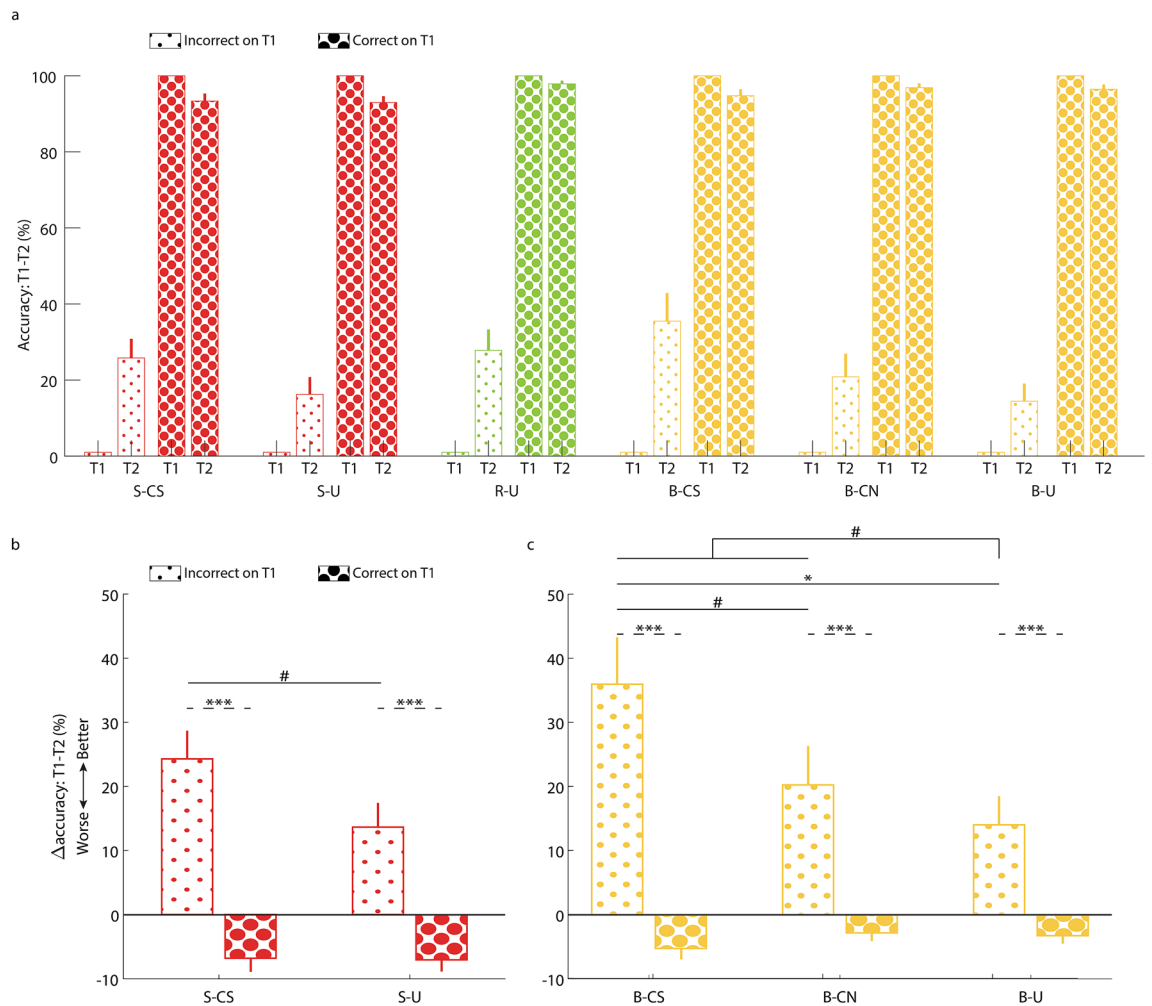 a
Incorrect on T1 Correct on T1
Accuracy: T1-T2 (%)
100
80
60
40
20
0
T1 T2 T1 T2 T1 T2 T1 T2 T1 T2 T1 T2 T1 T2 T1 T2 T1 T2 T1 T2 T1 T2 T1 T2
S-CS S-U R-U B-CS B-CN B-U
b
Incorrect on T1 Correct on T1
Δaccuracy: T1-T2 (%)
Worse Better
50
40
30
20
10
0
-10
#
*** ***
S-CS S-U
c
#
*
#
*** *** ***
50
40
30
20
10
0
-10
B-CS B-CN B-U